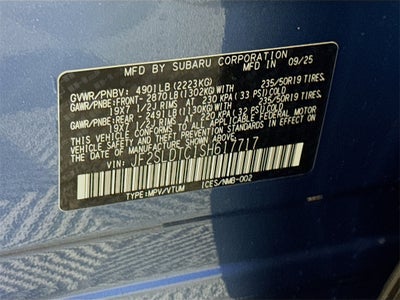 MFD BY SUBARU CORPORATION
MFD IN 09/25
GVWR/PNBV: 4901LB(2223KG)
GAWR/PNBE: FRONT- 2870LB(1302KG) WITH 235/50R19 TIRES,
19X7 1/2J RIMS AT 230 KPA(33 PSI) COLD
GAWR/PNBE: REAR - 2491LB(1130KG) WITH 235/50R19 TIRES,
19X7 1/2J RIMS AT 220 KPA(32 PSI) COLD
THIS VEHICLE CONFORMS TO ALL APPLICABLE FEDERAL MOTOR
VEHICLE SAFETY, BUMPER, AND THEFT PREVENTION STANDARDS
IN EFFECT ON THE DATE OF MANUFACTURE SHOWN ABOVE.
VIN: JF2SLDTC1SH617717
TYPE:MPV/VTUM ICES/NMB-002